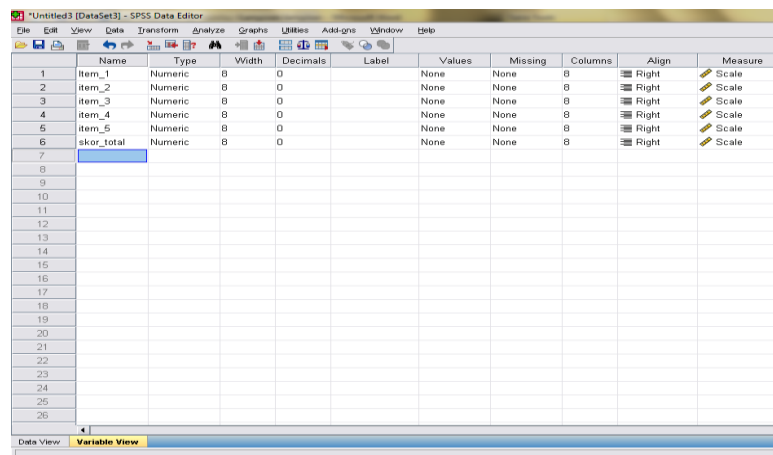 *Untitled3 [DataSet3] - SPSS Data Editor
File Edit View Data Transform Analyze Graphs Utilities Add-ons Window Help
Name Type Width Decimals Label Values Missing Columns Align Measure
1 Item_1 Numeric 8 0 None None 8 Right Scale
2 item_2 Numeric 8 0 None None 8 Right Scale
3 item_3 Numeric 8 0 None None 8 Right Scale
4 item_4 Numeric 8 0 None None 8 Right Scale
5 item_5 Numeric 8 0 None None 8 Right Scale
6 skor_total Numeric 8 0 None None 8 Right Scale
7
8
9
10
11
12
13
14
15
16
17
18
19
20
21
22
23
24
25
26
Data View Variable View